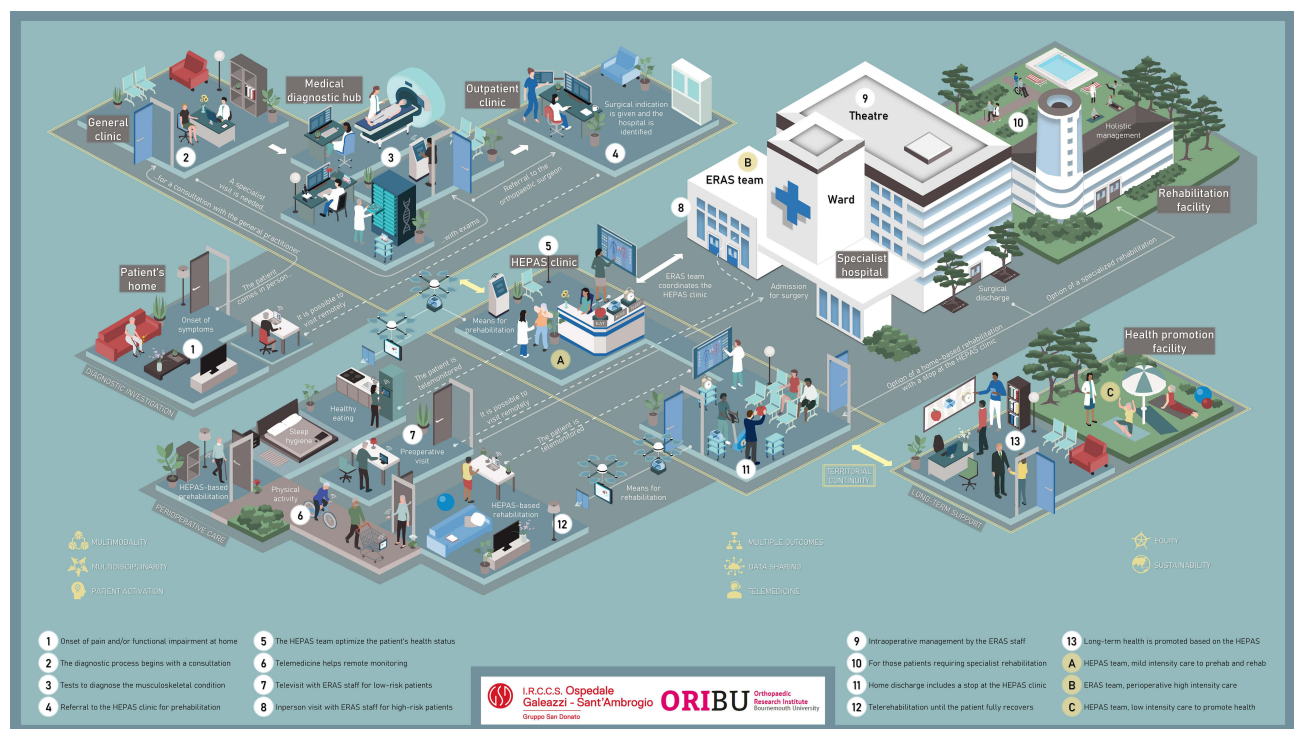 General
clinic
2
Medical
diagnostic hub
3
Outpatient
clinic
Surgical indication
is given and the
hospital is
identified
4
A specialist
visit is needed
...for a consultation with the general practitioner
Referral to the
orthopaedic surgeon
...with exams
9
Theatre
B
ERAS team
8
Ward
Specialist
hospital
10
Holistic
management
Rehabilitation
facility
Patient's
home
Onset of
symptoms
1
The patient
comes in person...
It is possible to
visit remotely
DIAGNOSTIC INVESTIGATION
5
HEPAS clinic
Means for
prehabilitation
A
EAT
ERAS team
coordinates the
HEPAS clinic
Admission
for surgery
Surgical
discharge
Option of a specialized rehabilitation
Option of a home-based rehabilitation
with a stop at the HEPAS clinic
Health promotion
facility
C
13
LONG-TERM SUPPORT
TERRITORIAL
CONTINUITY
11
The patient is
telemonitored
It is possible to
visit remotely
The patient is
telemonitored
Healthy
eating
Sleep
hygiene
7
Preoperative
visit
HEPAS-based
prehabilitation
Physical
activity
6
PERIOPERATIVE CARE
HEPAS-based
rehabilitation
12
Means for
rehabilitation
MULTIMODALITY
MULTIDISCIPLINARITY
PATIENT ACTIVATION
MULTIPLE OUTCOMES
DATA SHARING
TELEMEDICINE
EQUITY
SUSTAINABILITY
1 Onset of pain and/or functional impairment at home
2 The diagnostic process begins with a consultation
3 Tests to diagnose the musculoskeletal condition
4 Referral to the HEPAS clinic for prehabilitation
5 The HEPAS team optimize the patient's health status
6 Telemedicine helps remote monitoring
7 Televisit with ERAS staff for low-risk patients
8 Inperson visit with ERAS staff for high-risk patients
I.R.C.C.S. Ospedale
Galeazzi - Sant'Ambrogio
Gruppo San Donato
ORIBU
Orthopaedic
Research Institute
Bournemouth University
9 Intraoperative management by the ERAS staff
10 For those patients requiring specialist rehabilitation
11 Home discharge includes a stop at the HEPAS clinic
12 Telerehabilitation until the patient fully recovers
13 Long-term health is promoted based on the HEPAS
A HEPAS team, mild intensity care to prehab and rehab
B ERAS team, perioperative high intensity care
C HEPAS team, low intensity care to promote health